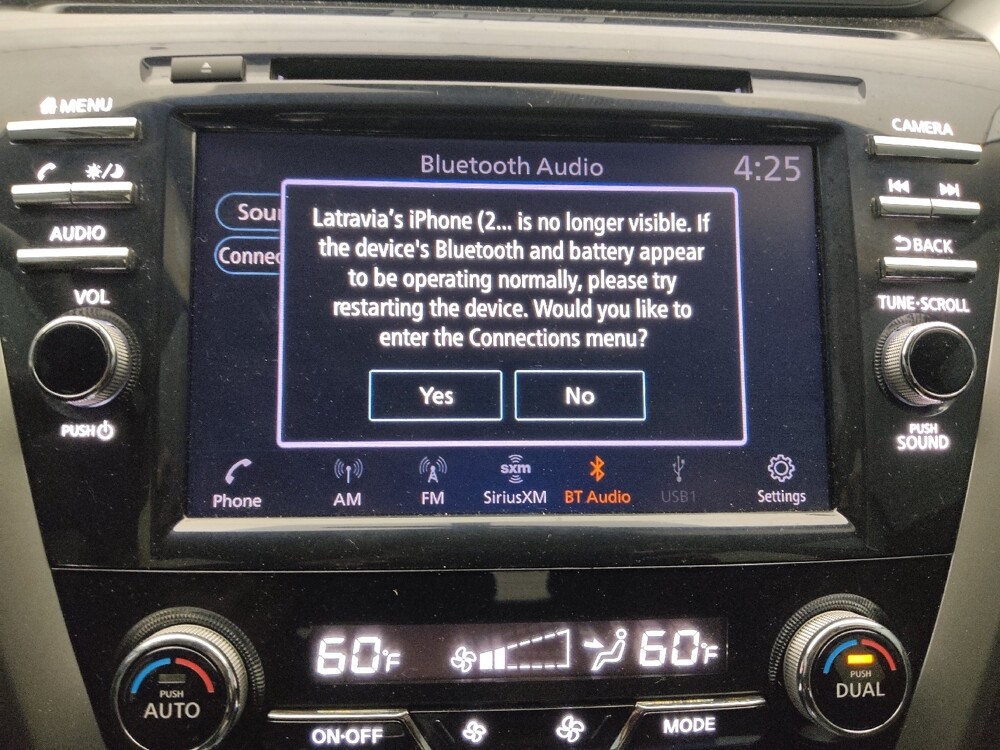 MENU
CAMERA
Bluetooth Audio 4:25
Sou
Connec
Latravia's iPhone (2... is no longer visible. If
the device's Bluetooth and battery appear
to be operating normally, please try
restarting the device. Would you like to
enter the Connections menu?
Yes No
AUDIO
BACK
VOL
TUNE·SCROLL
PUSH
PUSH
SOUND
Phone AM FM sxm SiriusXM BT Audio USB1 Settings
60°F 60°F
PUSH
AUTO
PUSH
DUAL
ON·OFF
MODE